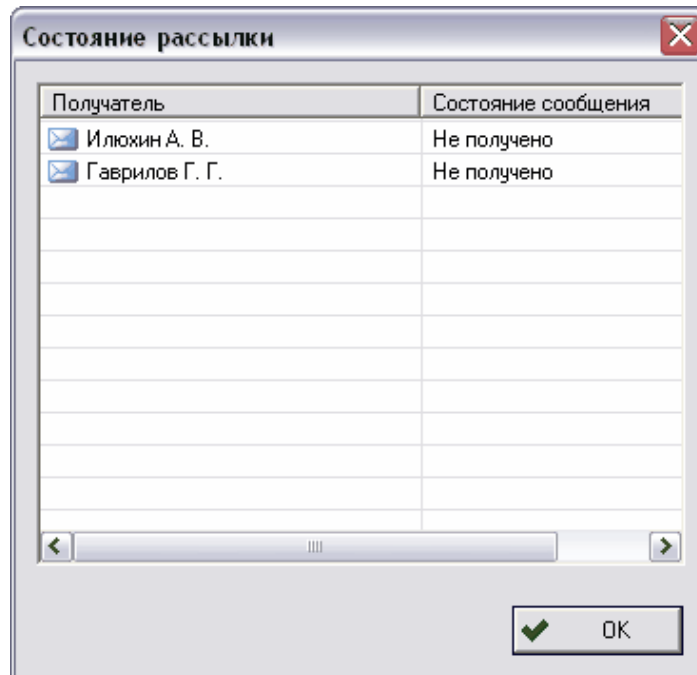 Состояние рассылки
Получатель Состояние сообщения
Илюхин А. В. Не получено
Гаврилов Г. Г. Не получено
OK